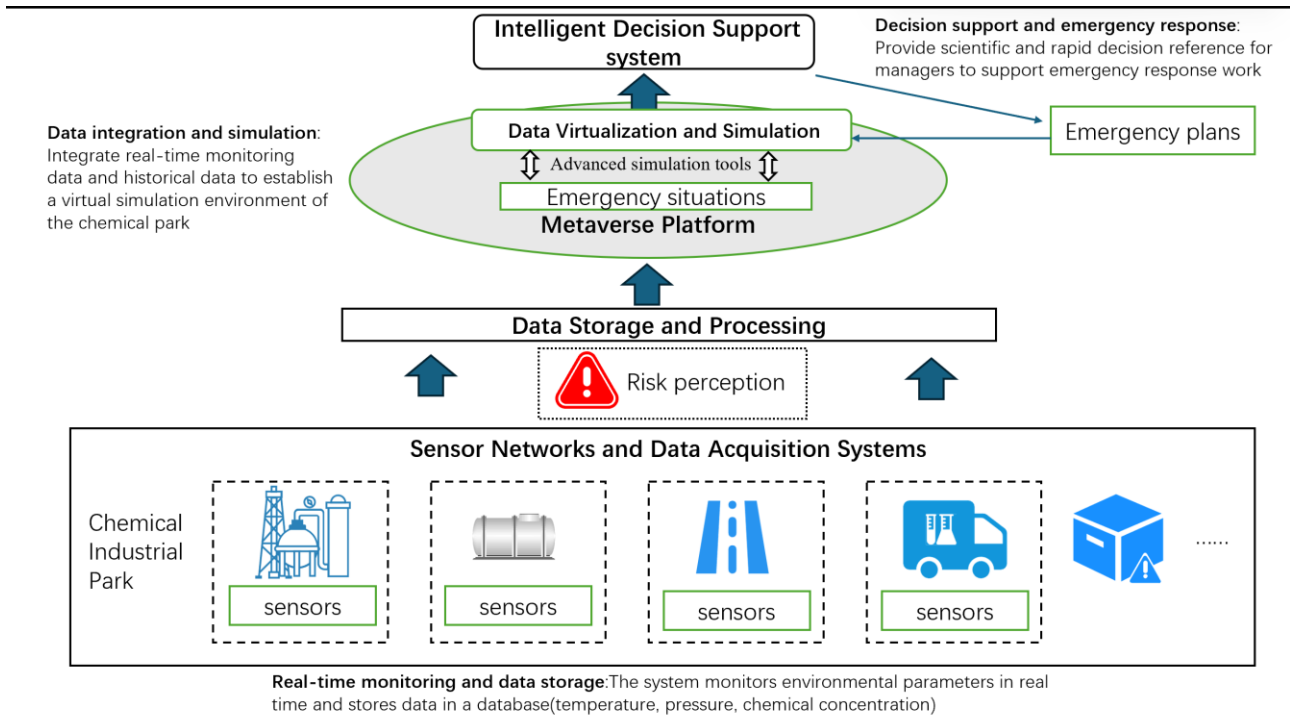 Intelligent Decision Support
system
Decision support and emergency response:
Provide scientific and rapid decision reference for
managers to support emergency response work
Data integration and simulation:
Integrate real-time monitoring
data and historical data to establish
a virtual simulation environment of
the chemical park
Data Virtualization and Simulation
Advanced simulation tools
Emergency situations
Metaverse Platform
Emergency plans
Data Storage and Processing
Risk perception
Sensor Networks and Data Acquisition Systems
Chemical
Industrial
Park
sensors
sensors
sensors
sensors
......
Real-time monitoring and data storage:The system monitors environmental parameters in real
time and stores data in a database(temperature, pressure, chemical concentration)